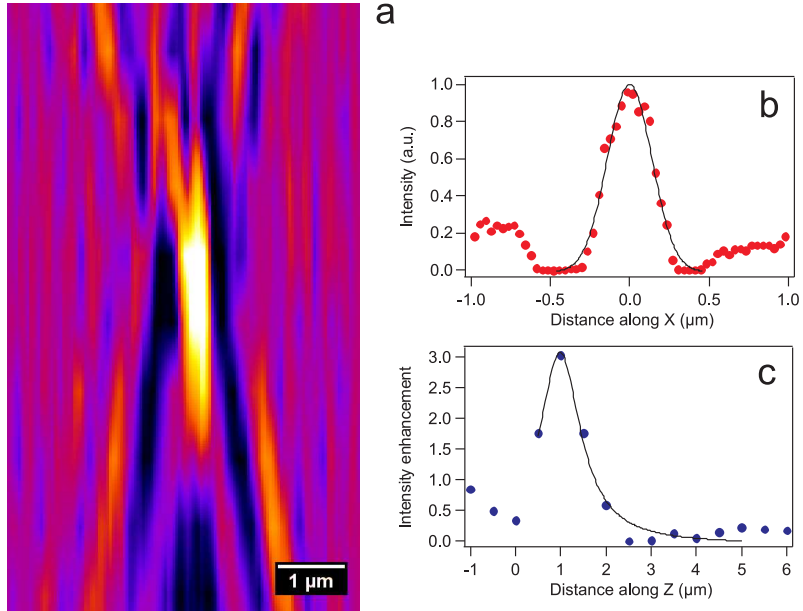 a
b
1.0
0.8
0.6
0.4
0.2
0.0
Intensity (a.u.)
-1.0 -0.5 0.0 0.5 1.0
Distance along X (µm)
c
3.0
2.5
2.0
1.5
1.0
0.5
0.0
Intensity enhancement
-1 0 1 2 3 4 5 6
Distance along Z (µm)
1 µm